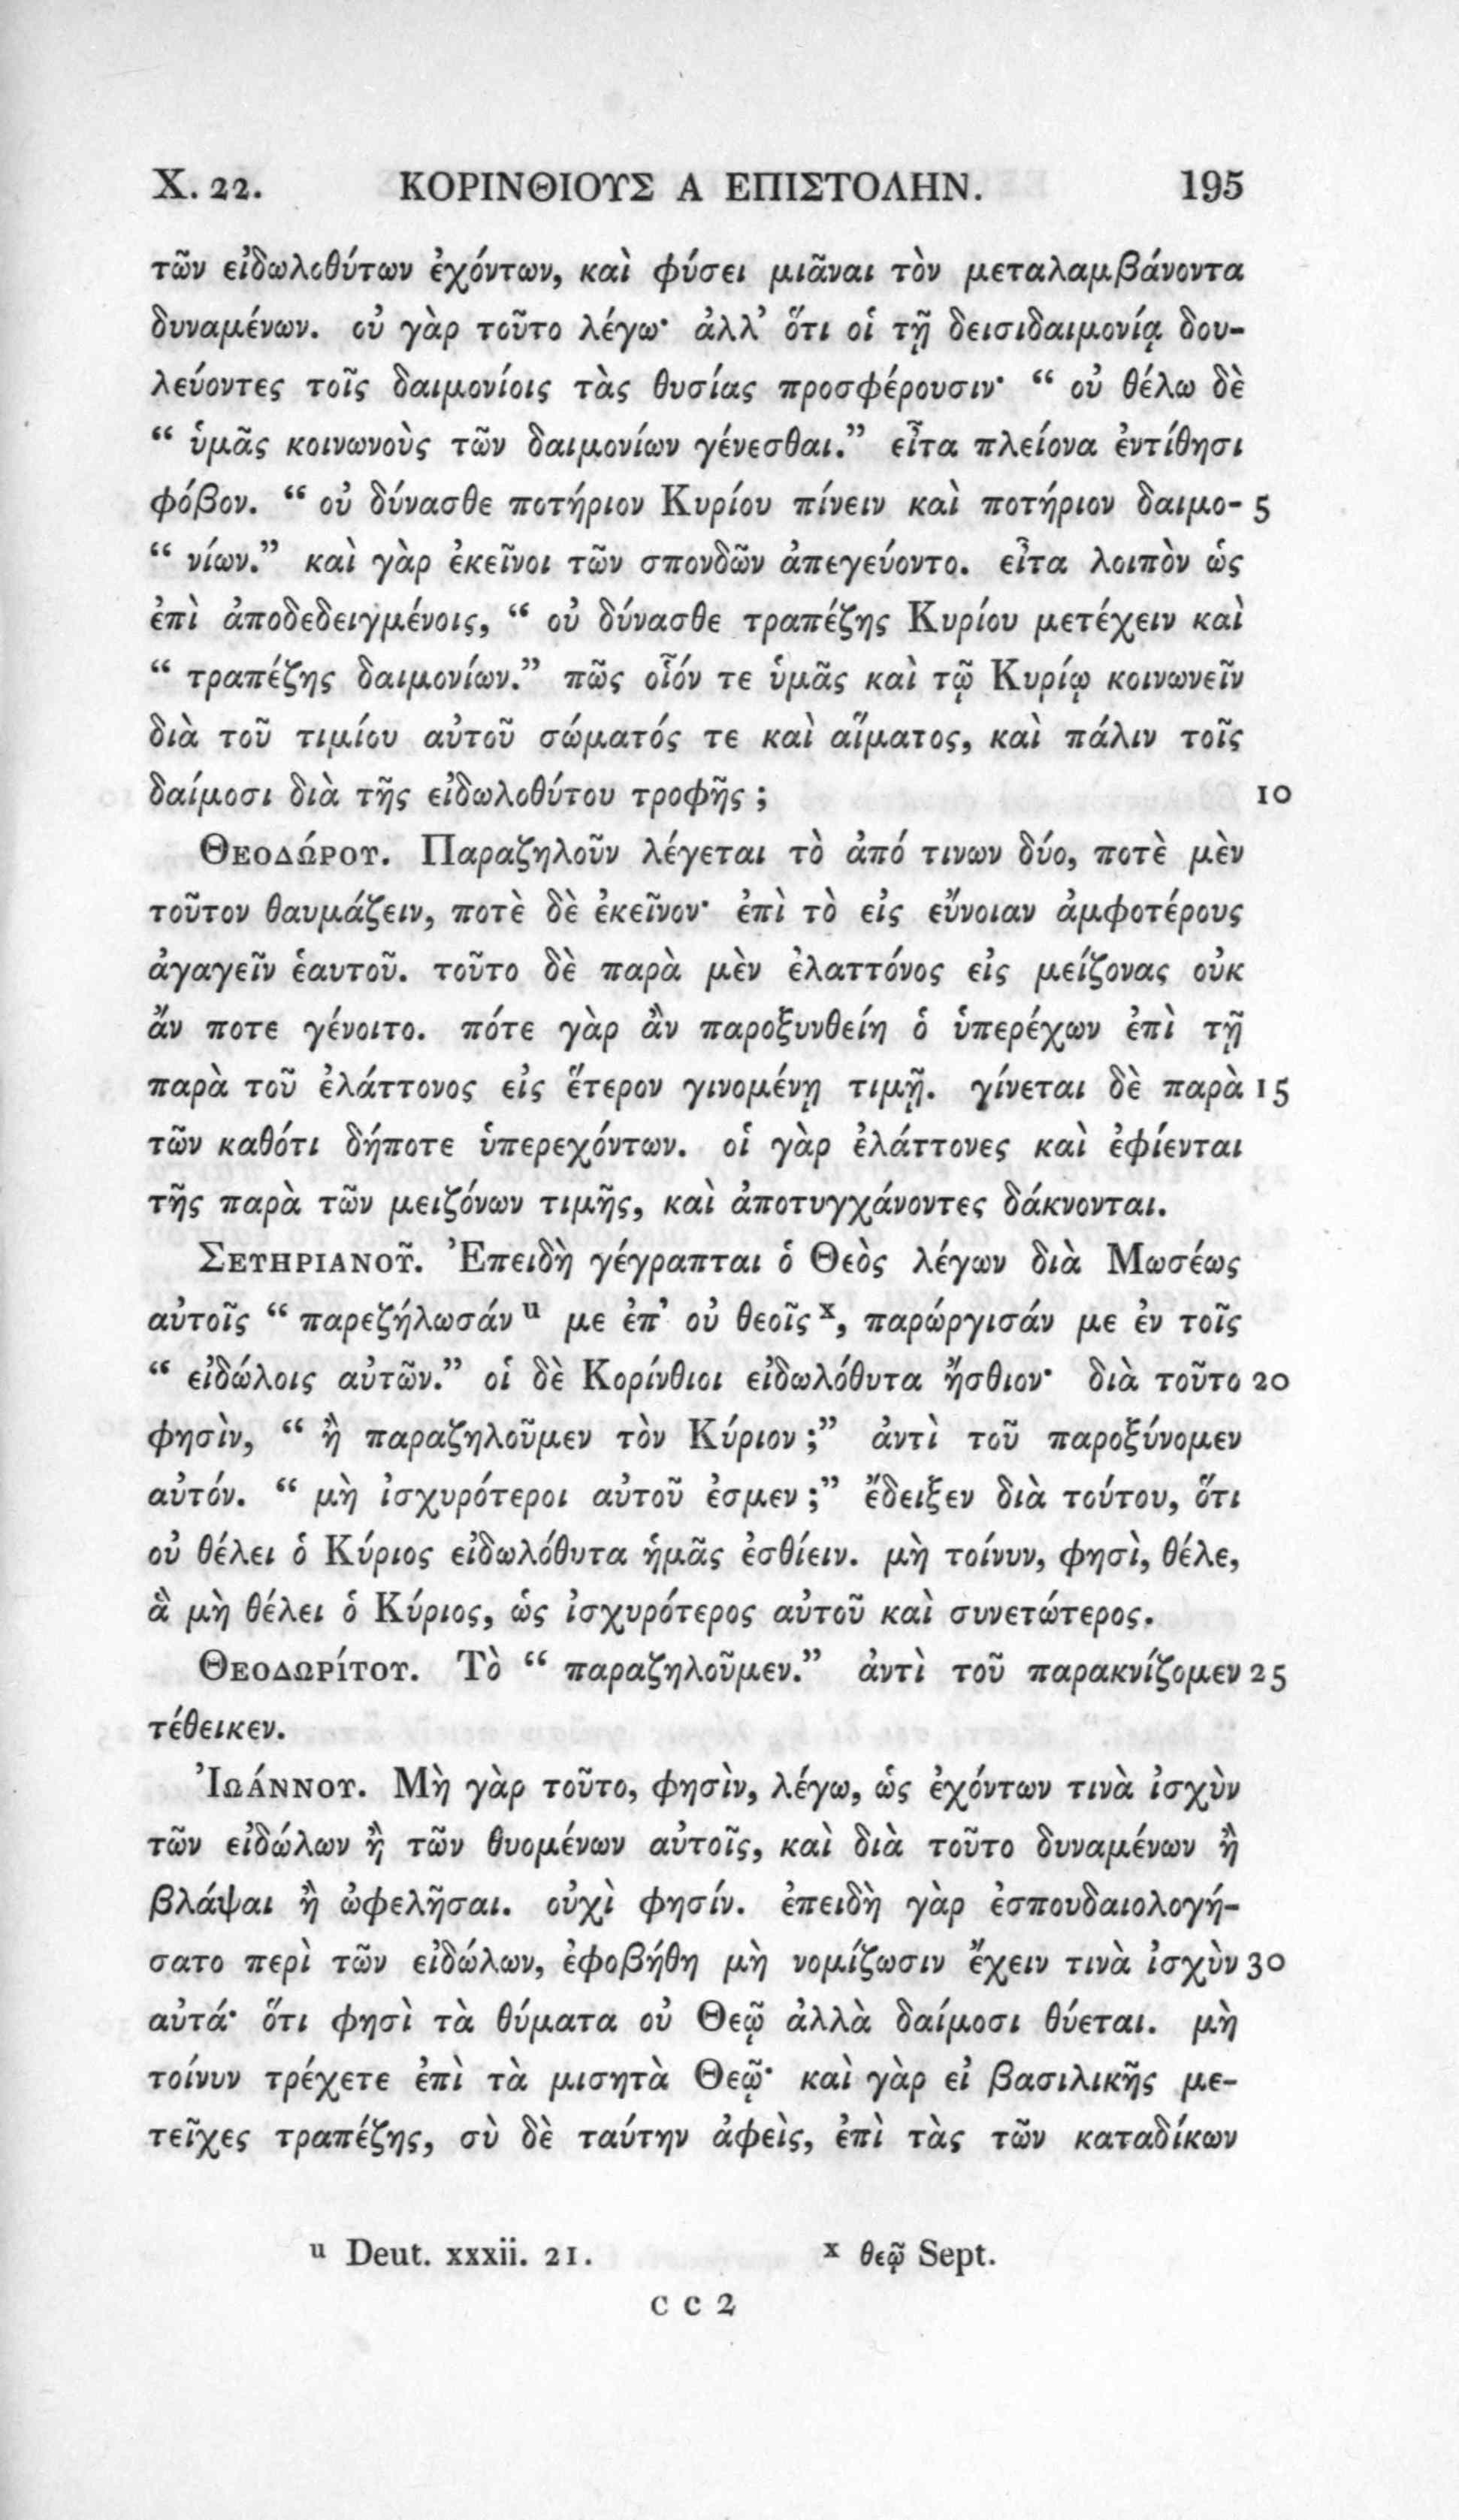 X. 22. ΚΟΡΙΝΘΙΟΥΣ Α ΕΠΙΣΤΟΛΗΝ. 195
τῶν εἰδωλοθύτων ἐχόντων, καὶ φύσει μιᾶναι τὸν μεταλαμβάνοντα
δυναμένων. οὐ γὰρ τοῦτο λέγω· ἀλλ’ ὅτι οἱ τῇ δεισιδαιμονίᾳ δου-
λεύοντες τοῖς δαιμονίοις τὰς θυσίας προσφέρουσιν· “ οὐ θέλω δὲ
“ ὑμᾶς κοινωνοὺς τῶν δαιμονίων γένεσθαι.” εἶτα πλείονα ἐντίθησι
φόβον. “ οὐ δύνασθε ποτήριον Κυρίου πίνειν καὶ ποτήριον δαιμο- 5
“ νίων.” καὶ γὰρ ἐκεῖνοι τῶν σπονδῶν ἀπεγεύοντο. εἶτα λοιπὸν ὡς
ἐπὶ ἀποδεδειγμένοις, “ οὐ δύνασθε τραπέζης Κυρίου μετέχειν καὶ
“ τραπέζης δαιμονίων.” πῶς οἷόν τε ὑμᾶς καὶ τῷ Κυρίῳ κοινωνεῖν
διὰ τοῦ τιμίου αὐτοῦ σώματός τε καὶ αἵματος, καὶ πάλιν τοῖς
δαίμοσι διὰ τῆς εἰδωλοθύτου τροφῆς ; 10
Θεοδώρου. Παραζηλοῦν λέγεται τὸ ἀπό τινων δύο, ποτὲ μὲν
τοῦτον θαυμάζειν, ποτὲ δὲ ἐκεῖνον· ἐπὶ τὸ εἰς εὔνοιαν ἀμφοτέρους
ἀγαγεῖν ἑαυτοῦ. τοῦτο δὲ παρὰ μὲν ἐλαττόνος εἰς μείζονας οὐκ
ἄν ποτε γένοιτο. πότε γὰρ ἂν παροξυνθείη ὁ ὑπερέχων ἐπὶ τῇ
παρὰ τοῦ ἐλάττονος εἰς ἕτερον γινομένῃ τιμῇ. γίνεται δὲ παρὰ 15
τῶν καθότι δήποτε ὑπερεχόντων. οἱ γὰρ ἐλάττονες καὶ ἐφίενται
τῆς παρὰ τῶν μειζόνων τιμῆς, καὶ ἀποτυγχάνοντες δάκνονται.
Σευηριανοῦ. Ἐπειδὴ γέγραπται ὁ Θεὸς λέγων διὰ Μωσέως
αὐτοῖς “ παρεζήλωσάν u με ἐπ’ οὐ θεοῖς x, παρώργισάν με ἐν τοῖς
“ εἰδώλοις αὐτῶν.” οἱ δὲ Κορίνθιοι εἰδωλόθυτα ἤσθιον· διὰ τοῦτο 20
φησὶν, “ ἢ παραζηλοῦμεν τὸν Κύριον ;” ἀντὶ τοῦ παροξύνομεν
αὐτόν. “ μὴ ἰσχυρότεροι αὐτοῦ ἐσμεν ;” ἔδειξεν διὰ τούτου, ὅτι
οὐ θέλει ὁ Κύριος εἰδωλόθυτα ἡμᾶς ἐσθίειν. μὴ τοίνυν, φησὶ, θέλε,
ἃ μὴ θέλει ὁ Κύριος, ὡς ἰσχυρότερος αὐτοῦ καὶ συνετώτερος.
Θεοδωρίτου. Τὸ “ παραζηλοῦμεν.” ἀντὶ τοῦ παρακνίζομεν 25
τέθεικεν.
Ἰωάννου. Μὴ γὰρ τοῦτο, φησὶν, λέγω, ὡς ἐχόντων τινὰ ἰσχὺν
τῶν εἰδώλων ἢ τῶν θυομένων αὐτοῖς, καὶ διὰ τοῦτο δυναμένων ἢ
βλάψαι ἢ ὠφελῆσαι. οὐχὶ φησίν. ἐπειδὴ γὰρ ἐσπουδαιολογή-
σατο περὶ τῶν εἰδώλων, ἐφοβήθη μὴ νομίζωσιν ἔχειν τινὰ ἰσχὺν 30
αὐτά· ὅτι φησὶ τὰ θύματα οὐ Θεῷ ἀλλὰ δαίμοσι θύεται. μὴ
τοίνυν τρέχετε ἐπὶ τὰ μισητὰ Θεῷ· καὶ γὰρ εἰ βασιλικῆς με-
τεῖχες τραπέζης, σὺ δὲ ταύτην ἀφεὶς, ἐπὶ τὰς τῶν καταδίκων
u Deut. xxxii. 21. x θεῷ Sept.
C C 2